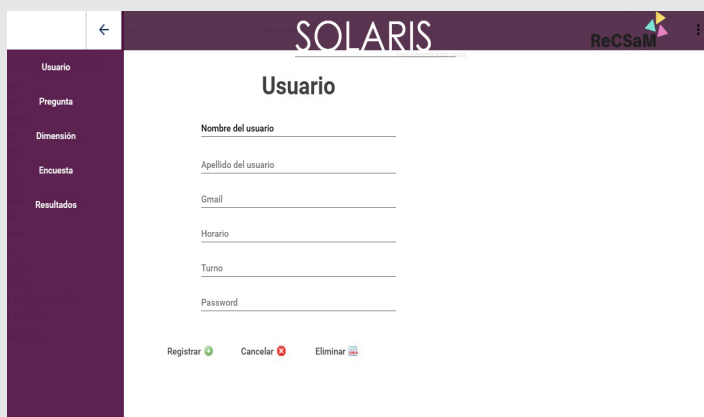 SOLARIS
ReCSaM
Usuario
Pregunta
Dimensión
Encuesta
Resultados
Usuario
Nombre del usuario
Apellido del usuario
Gmail
Horario
Turno
Password
Registrar
Cancelar
Eliminar